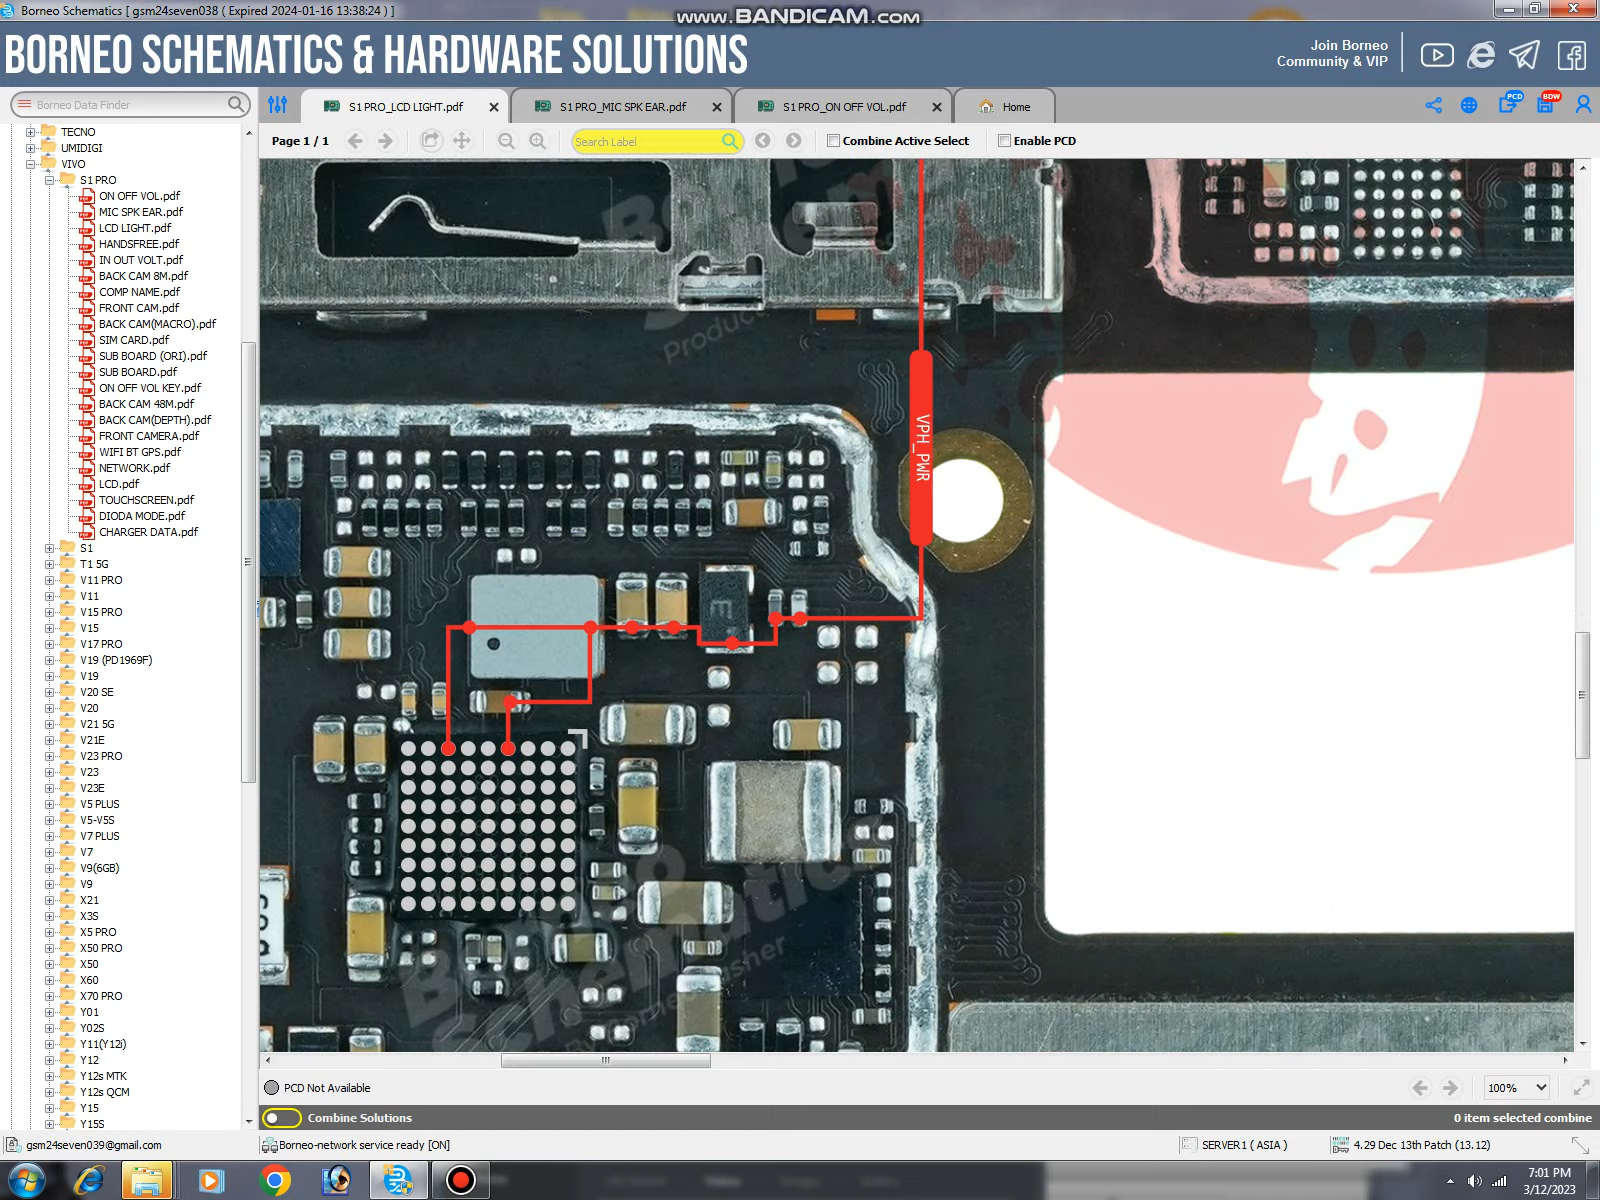 Borneo Schematics [ gsm24seven038 ( Expired 2024-01-16 13:38:24 ) ]
www.BANDICAM.com
BORNEO SCHEMATICS & HARDWARE SOLUTIONS
Join Borneo
Community & VIP
Borneo Data Finder
S1 PRO_LCD LIGHT.pdf
S1 PRO_MIC SPK EAR.pdf
S1 PRO_ON OFF VOL.pdf
Home
PCD
BDW
Page 1 / 1
Search Label
Combine Active Select
Enable PCD
TECNO
UMIDIGI
VIVO
S1 PRO
ON OFF VOL.pdf
MIC SPK EAR.pdf
LCD LIGHT.pdf
HANDSFREE.pdf
IN OUT VOLT.pdf
BACK CAM 8M.pdf
COMP NAME.pdf
FRONT CAM.pdf
BACK CAM(MACRO).pdf
SIM CARD.pdf
SUB BOARD (ORI).pdf
SUB BOARD.pdf
ON OFF VOL KEY.pdf
BACK CAM 48M.pdf
BACK CAM(DEPTH).pdf
FRONT CAMERA.pdf
WIFI BT GPS.pdf
NETWORK.pdf
LCD.pdf
TOUCHSCREEN.pdf
DIODA MODE.pdf
CHARGER DATA.pdf
S1
T1 5G
V11 PRO
V11
V15 PRO
V15
V17 PRO
V19 (PD1969F)
V19
V20 SE
V20
V21 5G
V21E
V23 PRO
V23
V23E
V5 PLUS
V5-V5S
V7 PLUS
V7
V9(6GB)
V9
X21
X3S
X5 PRO
X50 PRO
X50
X60
X70 PRO
Y01
Y02S
Y11(Y12i)
Y12
Y12s MTK
Y12s QCM
Y15
Y15S
VPH_PWR
PCD Not Available
100%
Combine Solutions
0 item selected combine
gsm24seven039@gmail.com
Borneo-network service ready [ON]
SERVER1 ( ASIA )
4.29 Dec 13th Patch (13.12)
7:01 PM
3/12/2023